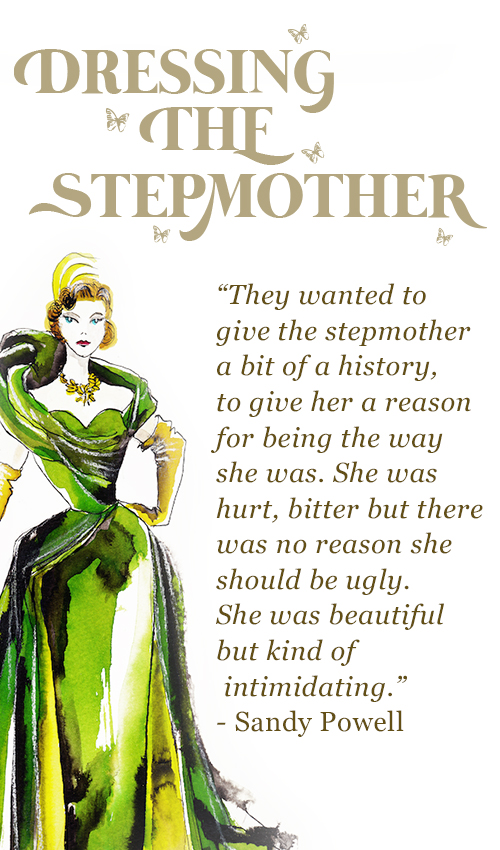 DRESSING
THE
STEPMOTHER
“They wanted to
give the stepmother
a bit of a history,
to give her a reason
for being the way
she was. She was
hurt, bitter but there
was no reason she
should be ugly.
She was beautiful
but kind of
intimidating.”
- Sandy Powell